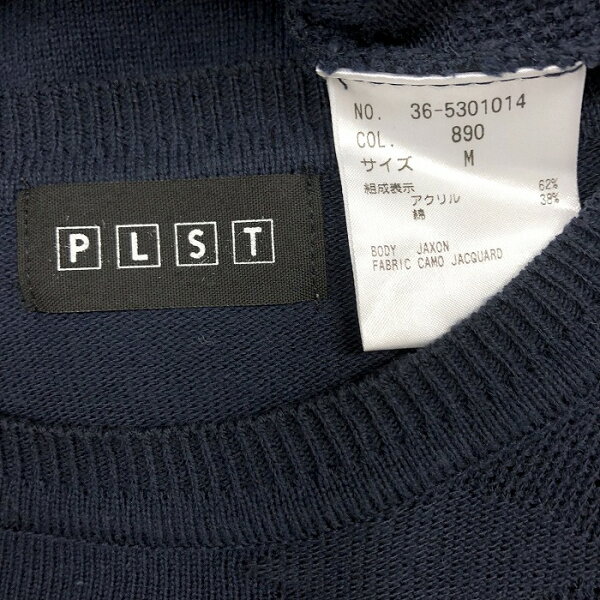 PLST
NO. 36-5301014
COL. 890
サイズ M
組成表示 62%
アクリル 38%
綿
BODY JAXON
FABRIC CAMO JACQUARD